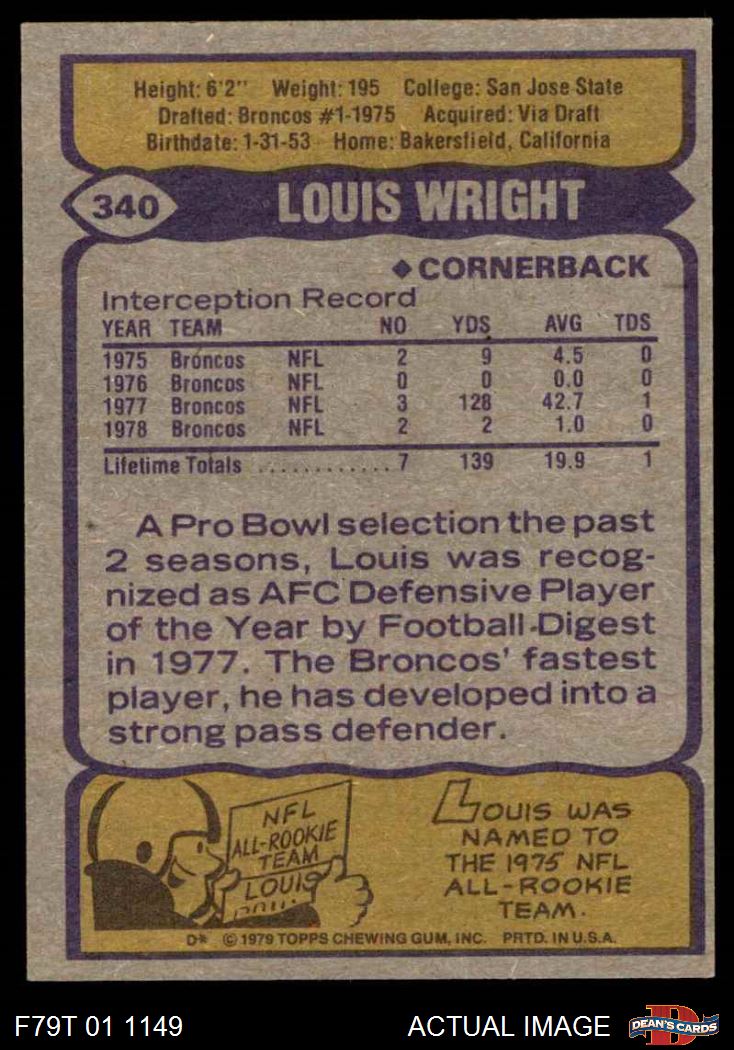 Height: 6'2" Weight: 195 College: San Jose State
Drafted: Broncos #1-1975 Acquired: Via Draft
Birthdate: 1-31-53 Home: Bakersfield, California
340 LOUIS WRIGHT
◆ CORNERBACK
Interception Record
YEAR TEAM NO YDS AVG TDS
1975 Broncos NFL 2 9 4.5 0
1976 Broncos NFL 0 0 0.0 0
1977 Broncos NFL 3 128 42.7 1
1978 Broncos NFL 2 2 1.0 0
Lifetime Totals ............ 7 139 19.9 1
A Pro Bowl selection the past
2 seasons, Louis was recog-
nized as AFC Defensive Player
of the Year by Football Digest
in 1977. The Broncos' fastest
player, he has developed into a
strong pass defender.
NFL
ALL-ROOKIE
TEAM
LOUIS
LOUIS WAS
NAMED TO
THE 1975 NFL
ALL-ROOKIE
TEAM.
D* © 1979 TOPPS CHEWING GUM, INC. PRTD. IN U.S.A.
F79T 01 1149 ACTUAL IMAGE DEAN'S CARDS